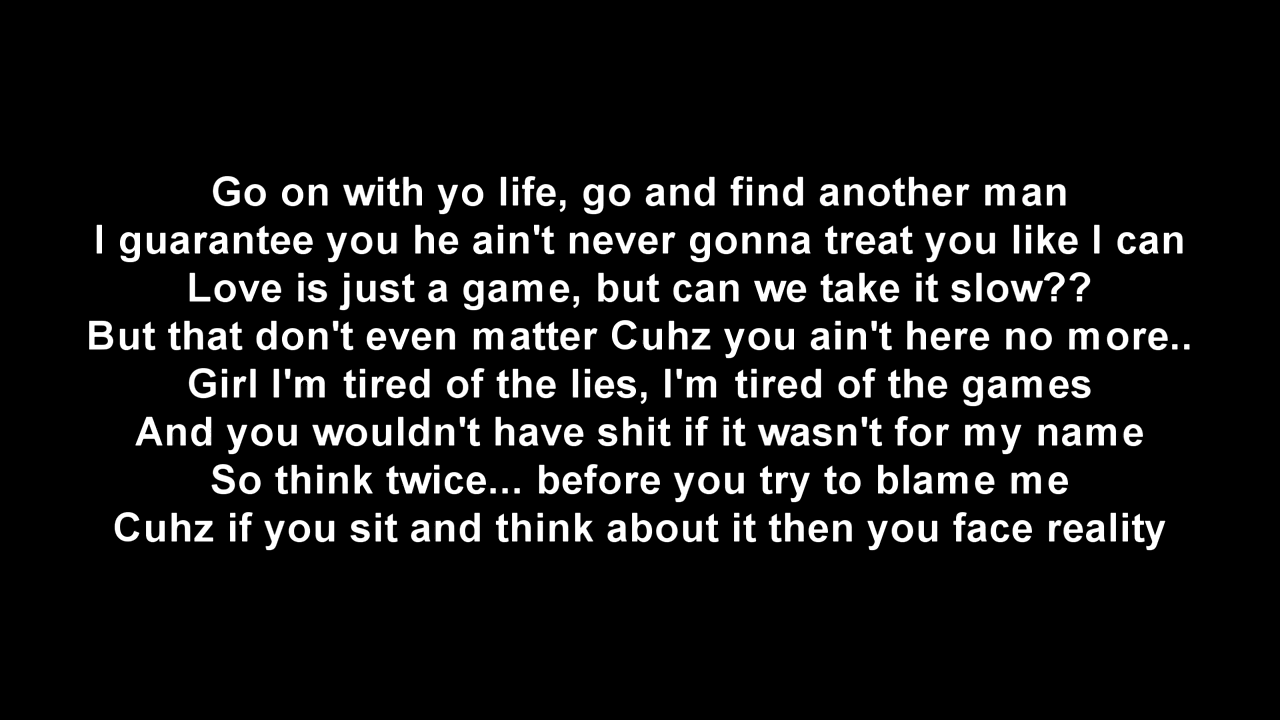 Go on with yo life, go and find another man
I guarantee you he ain't never gonna treat you like I can
Love is just a game, but can we take it slow??
But that don't even matter Cuhz you ain't here no more..
Girl I'm tired of the lies, I'm tired of the games
And you wouldn't have shit if it wasn't for my name
So think twice... before you try to blame me
Cuhz if you sit and think about it then you face reality